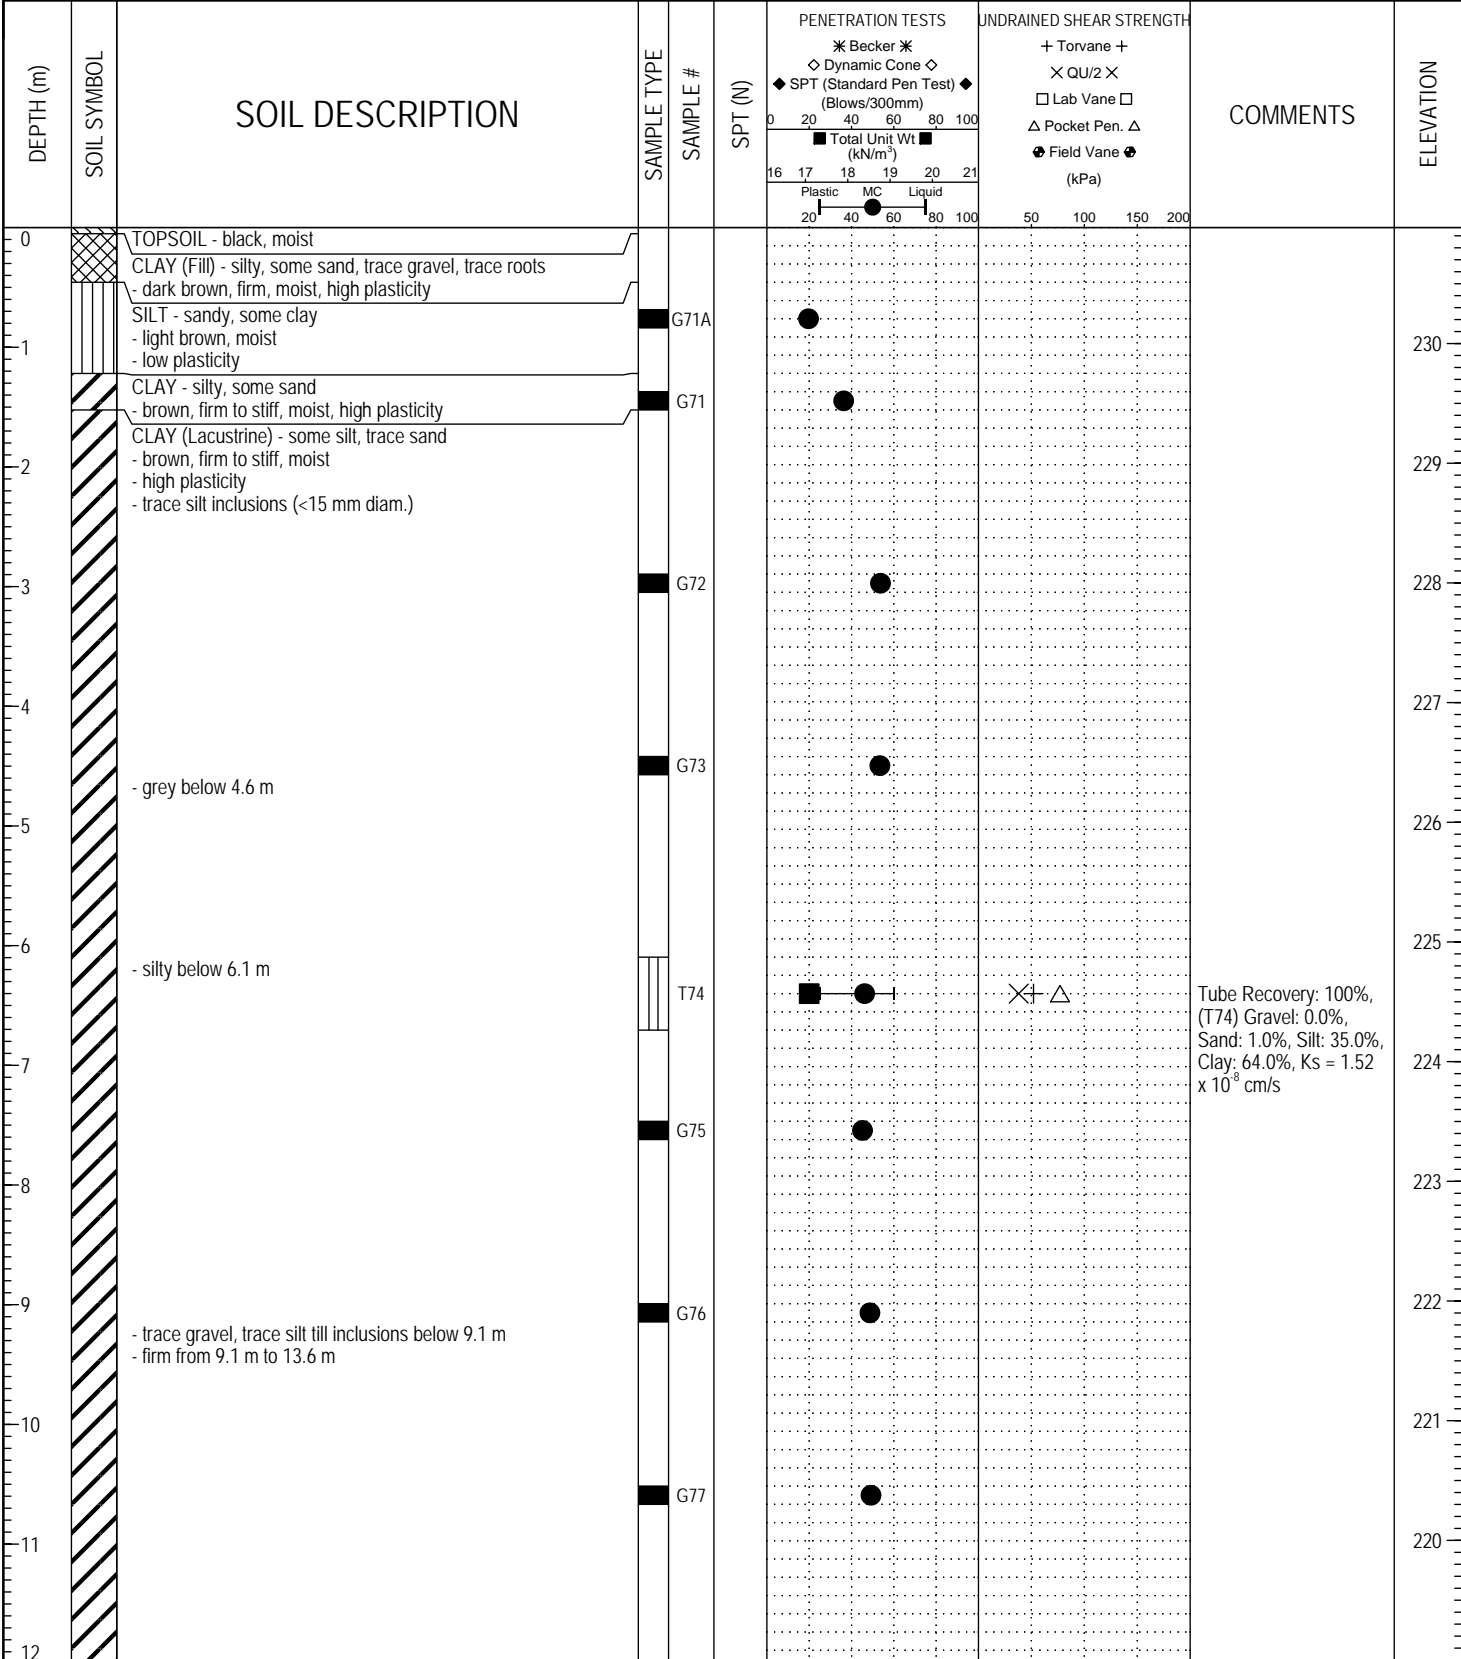 DEPTH (m)
SOIL SYMBOL
SOIL DESCRIPTION
SAMPLE TYPE
SAMPLE #
SPT (N)
PENETRATION TESTS
✳ Becker ✳
◇ Dynamic Cone ◇
◆ SPT (Standard Pen Test) ◆
(Blows/300mm)
0 20 40 60 80 100
■ Total Unit Wt ■
(kN/m³)
16 17 18 19 20 21
Plastic MC Liquid
20 40 60 80 100
UNDRAINED SHEAR STRENGTH
+ Torvane +
✕ QU/2 ✕
□ Lab Vane □
△ Pocket Pen. △
Field Vane
(kPa)
50 100 150 200
COMMENTS
ELEVATION
0
TOPSOIL - black, moist
CLAY (Fill) - silty, some sand, trace gravel, trace roots
- dark brown, firm, moist, high plasticity
SILT - sandy, some clay
G71A
- light brown, moist
1
230
- low plasticity
CLAY - silty, some sand
- brown, firm to stiff, moist, high plasticity
G71
CLAY (Lacustrine) - some silt, trace sand
- brown, firm to stiff, moist
2
229
- high plasticity
- trace silt inclusions (<15 mm diam.)
3
G72
228
4
227
G73
- grey below 4.6 m
5
226
6
225
- silty below 6.1 m
T74
Tube Recovery: 100%,
(T74) Gravel: 0.0%,
Sand: 1.0%, Silt: 35.0%,
Clay: 64.0%, Ks = 1.52
x 10⁻⁸ cm/s
7
224
G75
8
223
9
G76
222
- trace gravel, trace silt till inclusions below 9.1 m
- firm from 9.1 m to 13.6 m
10
221
G77
11
220
12